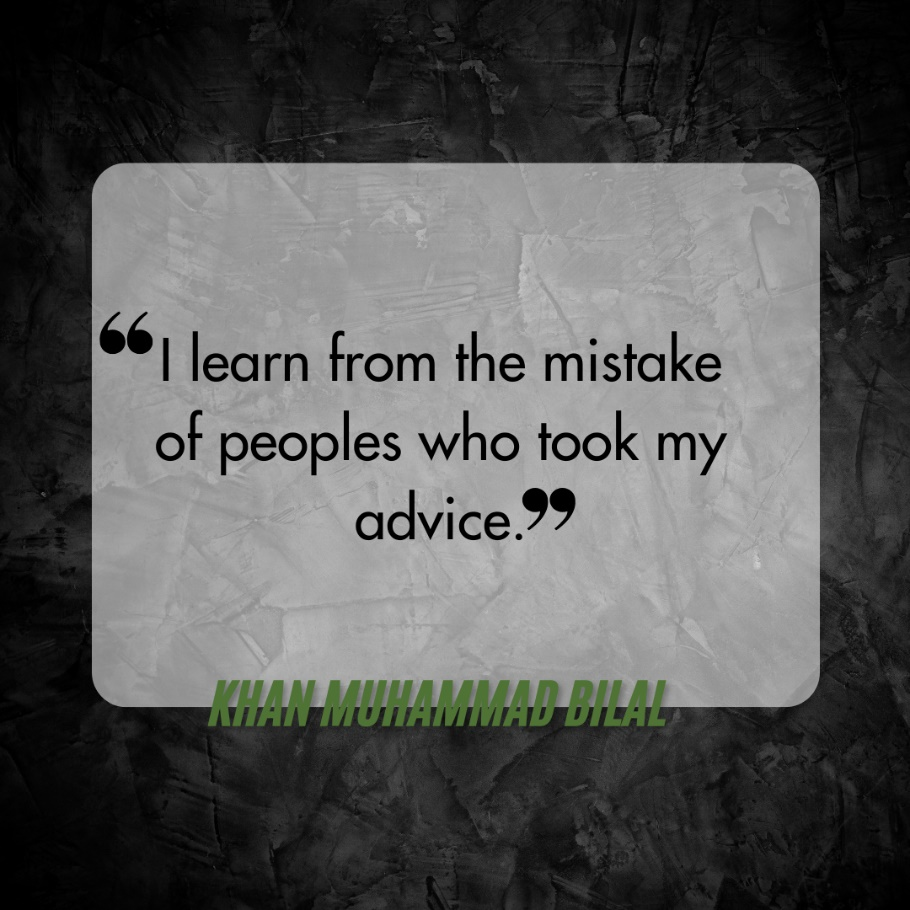 “I learn from the mistake
of peoples who took my
advice.”
KHAN MUHAMMAD BILAL